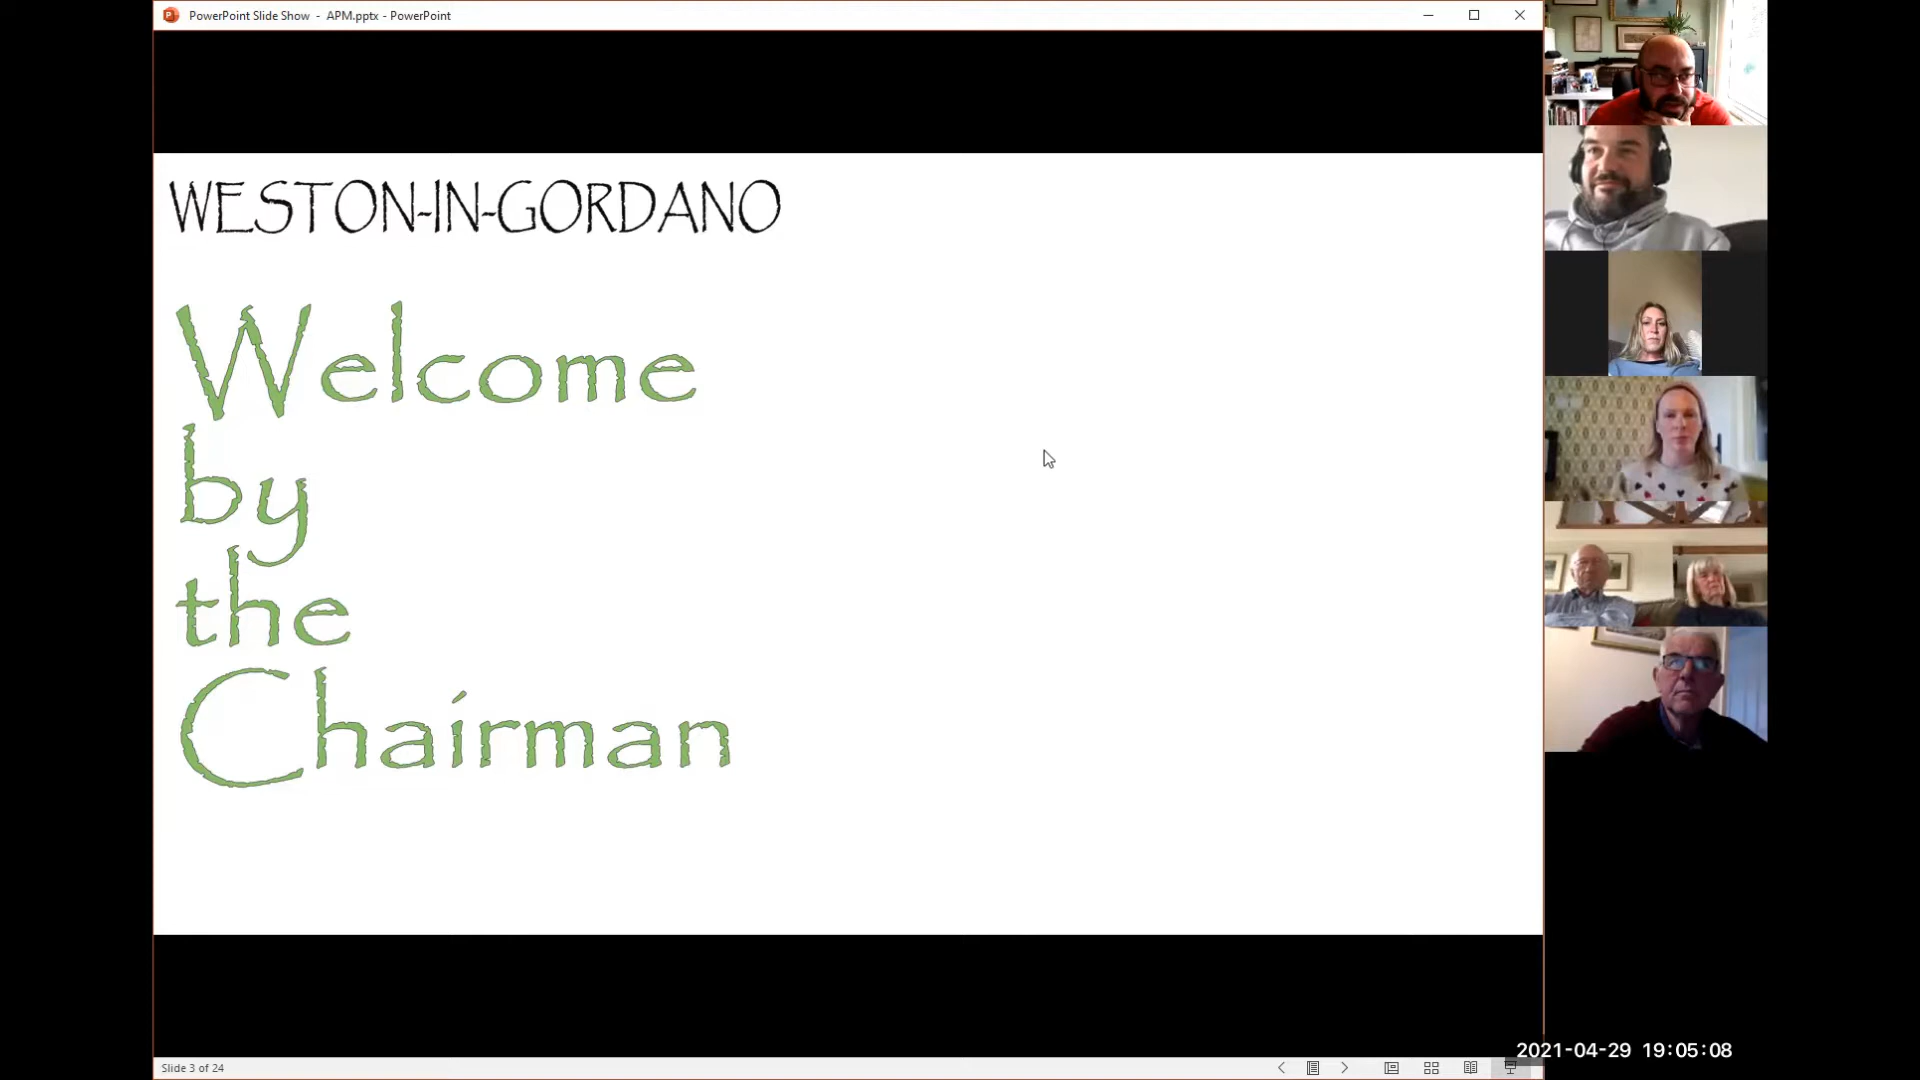 PowerPoint Slide Show - APM.pptx - PowerPoint
WESTON-IN-GORDANO
Welcome
by
the
Chairman
Slide 3 of 24
2021-04-29 19:05:08